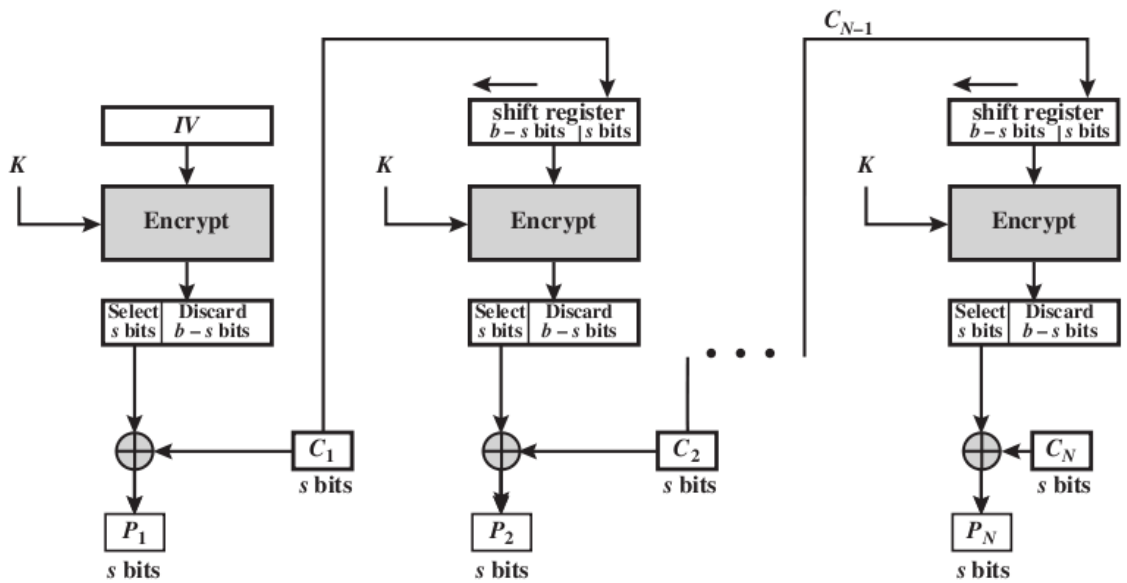 C_{N-1}
IV
shift register
b – s bits | s bits
shift register
b – s bits | s bits
K
K
K
Encrypt
Encrypt
Encrypt
Select Discard
s bits b – s bits
Select Discard
s bits b – s bits
Select Discard
s bits b – s bits
• • •
C_1
C_2
C_N
s bits
s bits
s bits
P_1
P_2
P_N
s bits
s bits
s bits